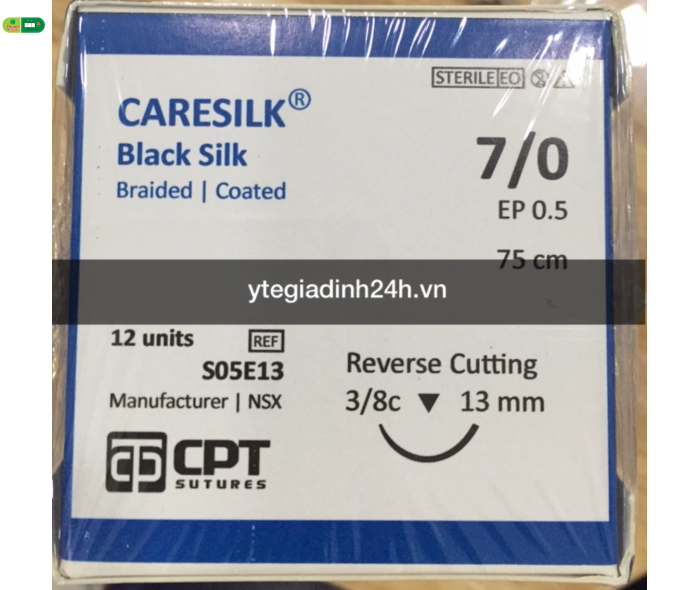 STERILE EO
CARESILK®
Black Silk
Braided | Coated
7/0
EP 0.5
75 cm
ytegiadinh24h.vn
12 units
REF
S05E13
Manufacturer | NSX
Reverse Cutting
3/8c ▼ 13 mm
CPT
SUTURES